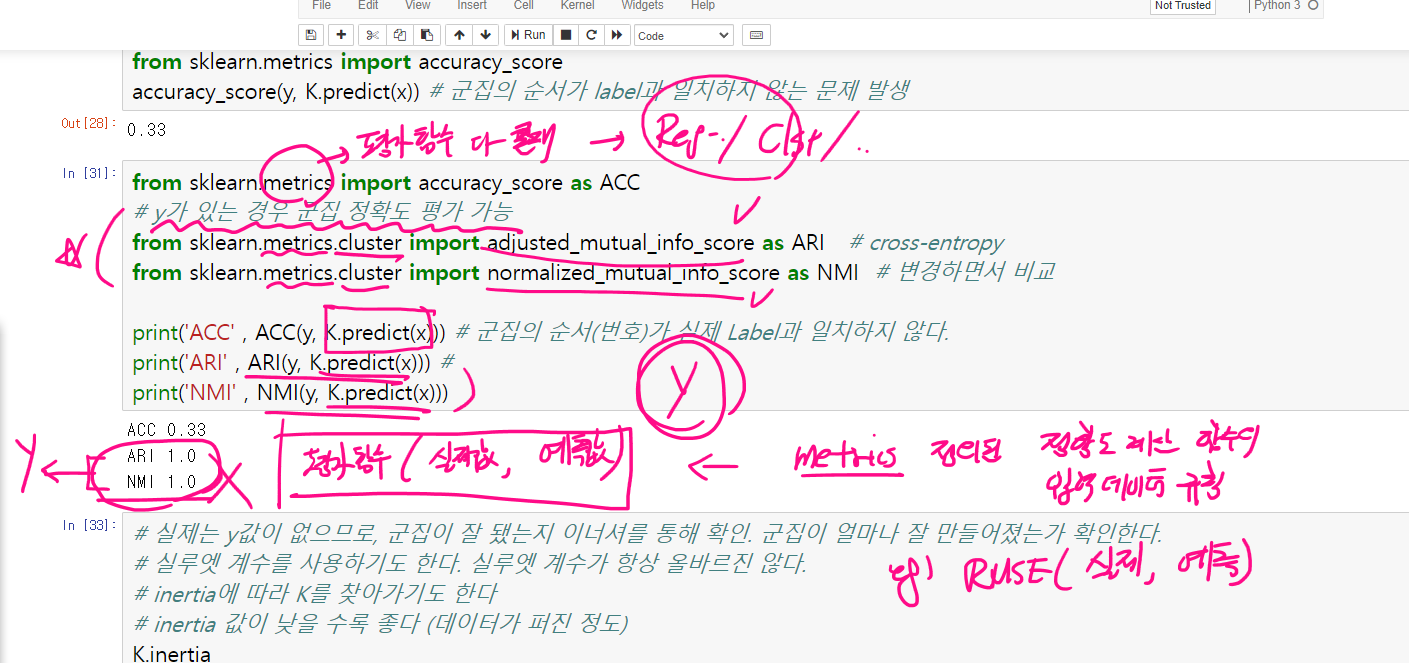 File Edit View Insert Cell Kernel Widgets Help Not Trusted Python 3
Run Code
from sklearn.metrics import accuracy_score
accuracy_score(y, K.predict(x)) # 군집의 순서가 label과 일치하지 않는 문제 발생
Out[28]: 0.33
평가함수 다 → Reg-./ Clst/..
In [31]: from sklearn.metrics import accuracy_score as ACC
# y가 있는 경우 군집 정확도 평가 가능
from sklearn.metrics.cluster import adjusted_mutual_info_score as ARI # cross-entropy
from sklearn.metrics.cluster import normalized_mutual_info_score as NMI # 변경하면서 비교
print('ACC' , ACC(y, K.predict(x))) # 군집의 순서(번호)가 실제 Label과 일치하지 않다.
print('ARI' , ARI(y, K.predict(x))) #
print('NMI' , NMI(y, K.predict(x)))
Y
ACC 0.33
ARI 1.0
NMI 1.0
Y ← X
평가함수 ( 실제값, 예측값 ) ← metrics 정의된 정확도 계산 함수의
입력 데이터 규칙
In [33]: # 실제는 y값이 없으므로, 군집이 잘 됐는지 이너셔를 통해 확인. 군집이 얼마나 잘 만들어졌는가 확인한다.
# 실루엣 계수를 사용하기도 한다. 실루엣 계수가 항상 올바르진 않다.
예) RMSE( 실제, 예측)
# inertia에 따라 K를 찾아가기도 한다
# inertia 값이 낮을 수록 좋다 (데이터가 퍼진 정도)
K.inertia